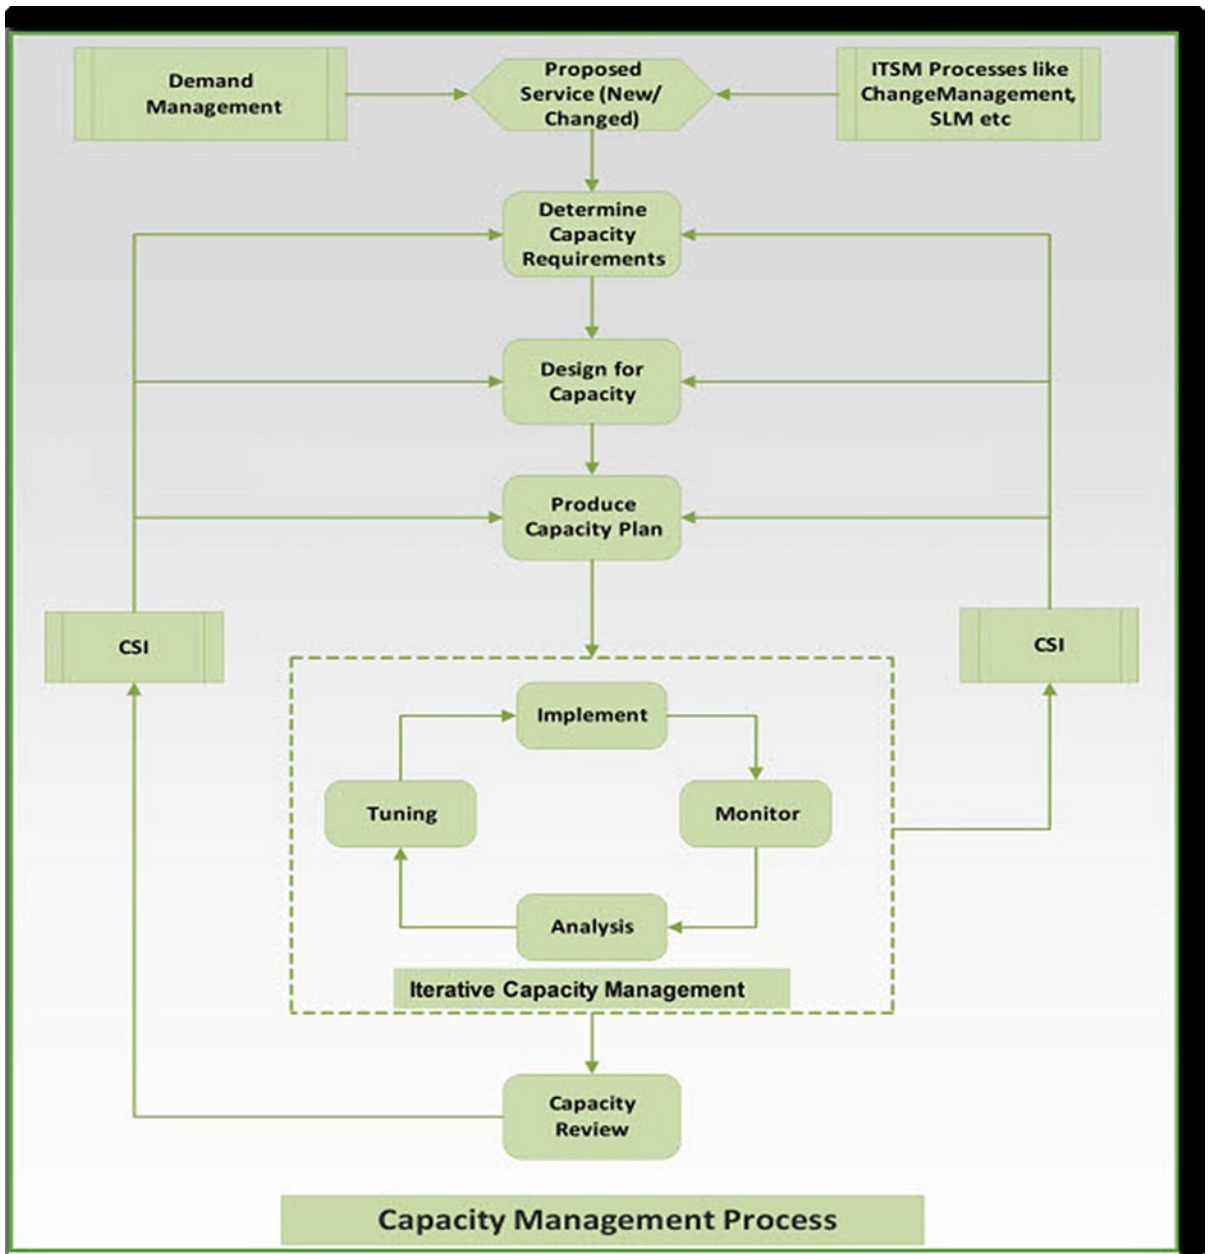 Demand
Management
Proposed
Service (New/
Changed)
ITSM Processes like
ChangeManagement,
SLM etc
Determine
Capacity
Requirements
Design for
Capacity
Produce
Capacity Plan
CSI
CSI
Implement
Tuning
Monitor
Analysis
Iterative Capacity Management
Capacity
Review
Capacity Management Process